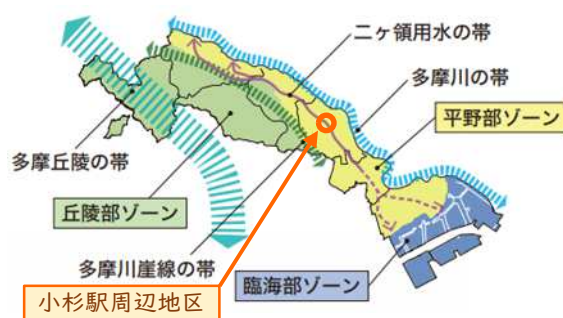 二ヶ領用水の帯
多摩川の帯
平野部ゾーン
多摩丘陵の帯
丘陵部ゾーン
多摩川崖線の帯
臨海部ゾーン
小杉駅周辺地区